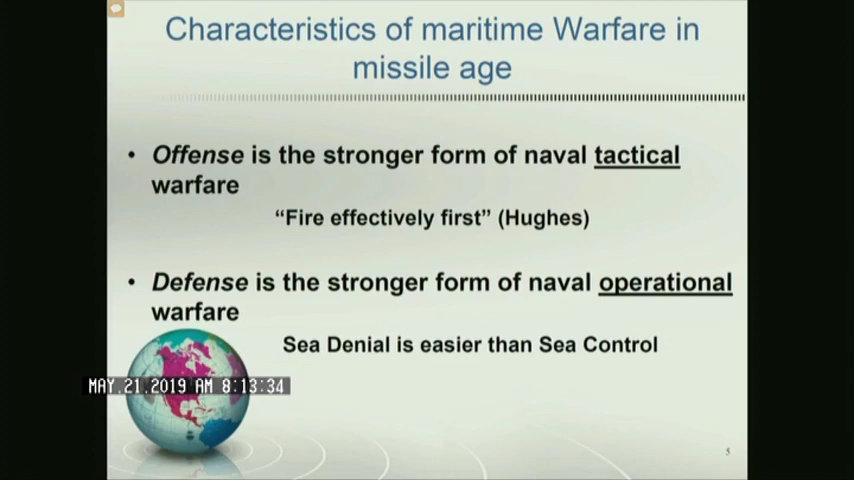 Characteristics of maritime Warfare in
missile age
• Offense is the stronger form of naval tactical
warfare
“Fire effectively first” (Hughes)
• Defense is the stronger form of naval operational
warfare
Sea Denial is easier than Sea Control
MAY.21.2019 AM 8:13:34
5